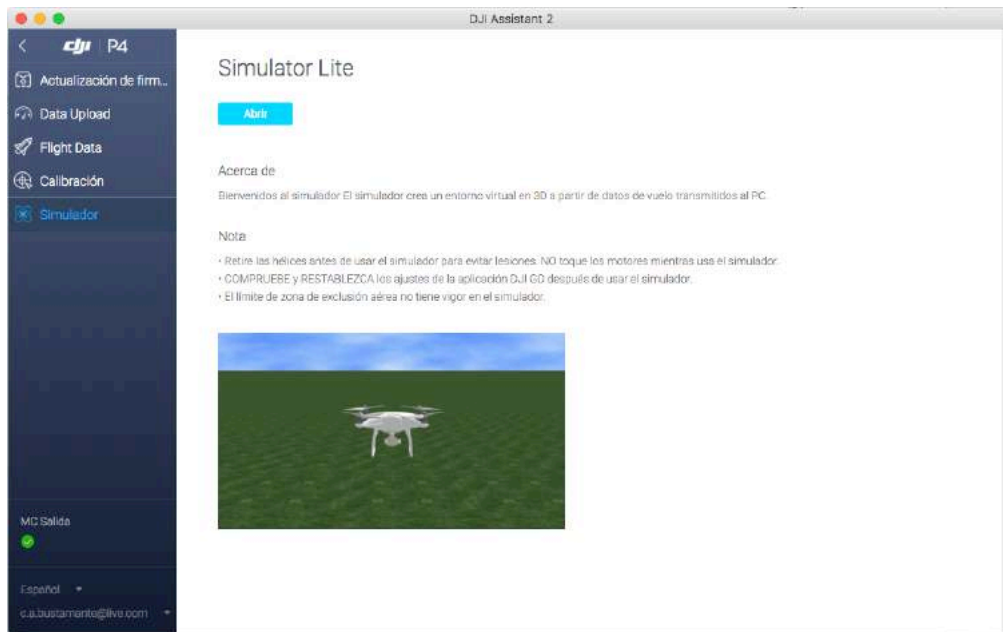 DJI Assistant 2
dji P4
Actualización de firm...
Data Upload
Flight Data
Calibración
Simulador
MC Salida
Español
c.a.bustamante@live.com
Simulator Lite
Abrir
Acerca de
Bienvenidos al simulador El simulador crea un entorno virtual en 3D a partir de datos de vuelo transmitidos al PC.
Nota
• Retire las hélices antes de usar el simulador para evitar lesiones. NO toque los motores mientras usa el simulador.
• COMPRUEBE y RESTABLEZCA los ajustes de la aplicación DJI GO después de usar el simulador.
• El límite de zona de exclusión aérea no tiene vigor en el simulador.